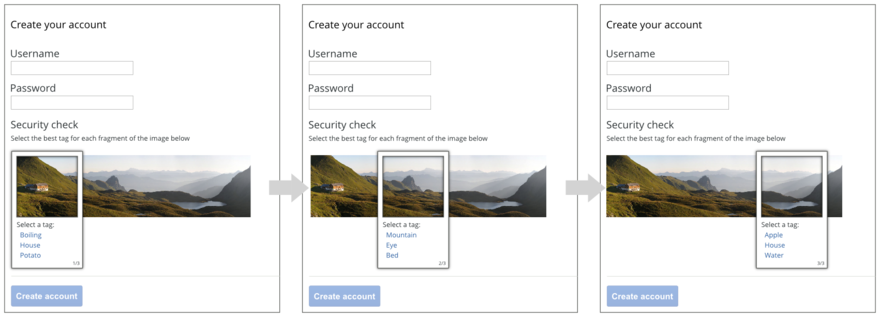 Create your account
Username
Password
Security check
Select the best tag for each fragment of the image below
Select a tag:
Boiling
House
Potato
1/3
Create account
Create your account
Username
Password
Security check
Select the best tag for each fragment of the image below
Select a tag:
Mountain
Eye
Bed
2/3
Create account
Create your account
Username
Password
Security check
Select the best tag for each fragment of the image below
Select a tag:
Apple
House
Water
3/3
Create account